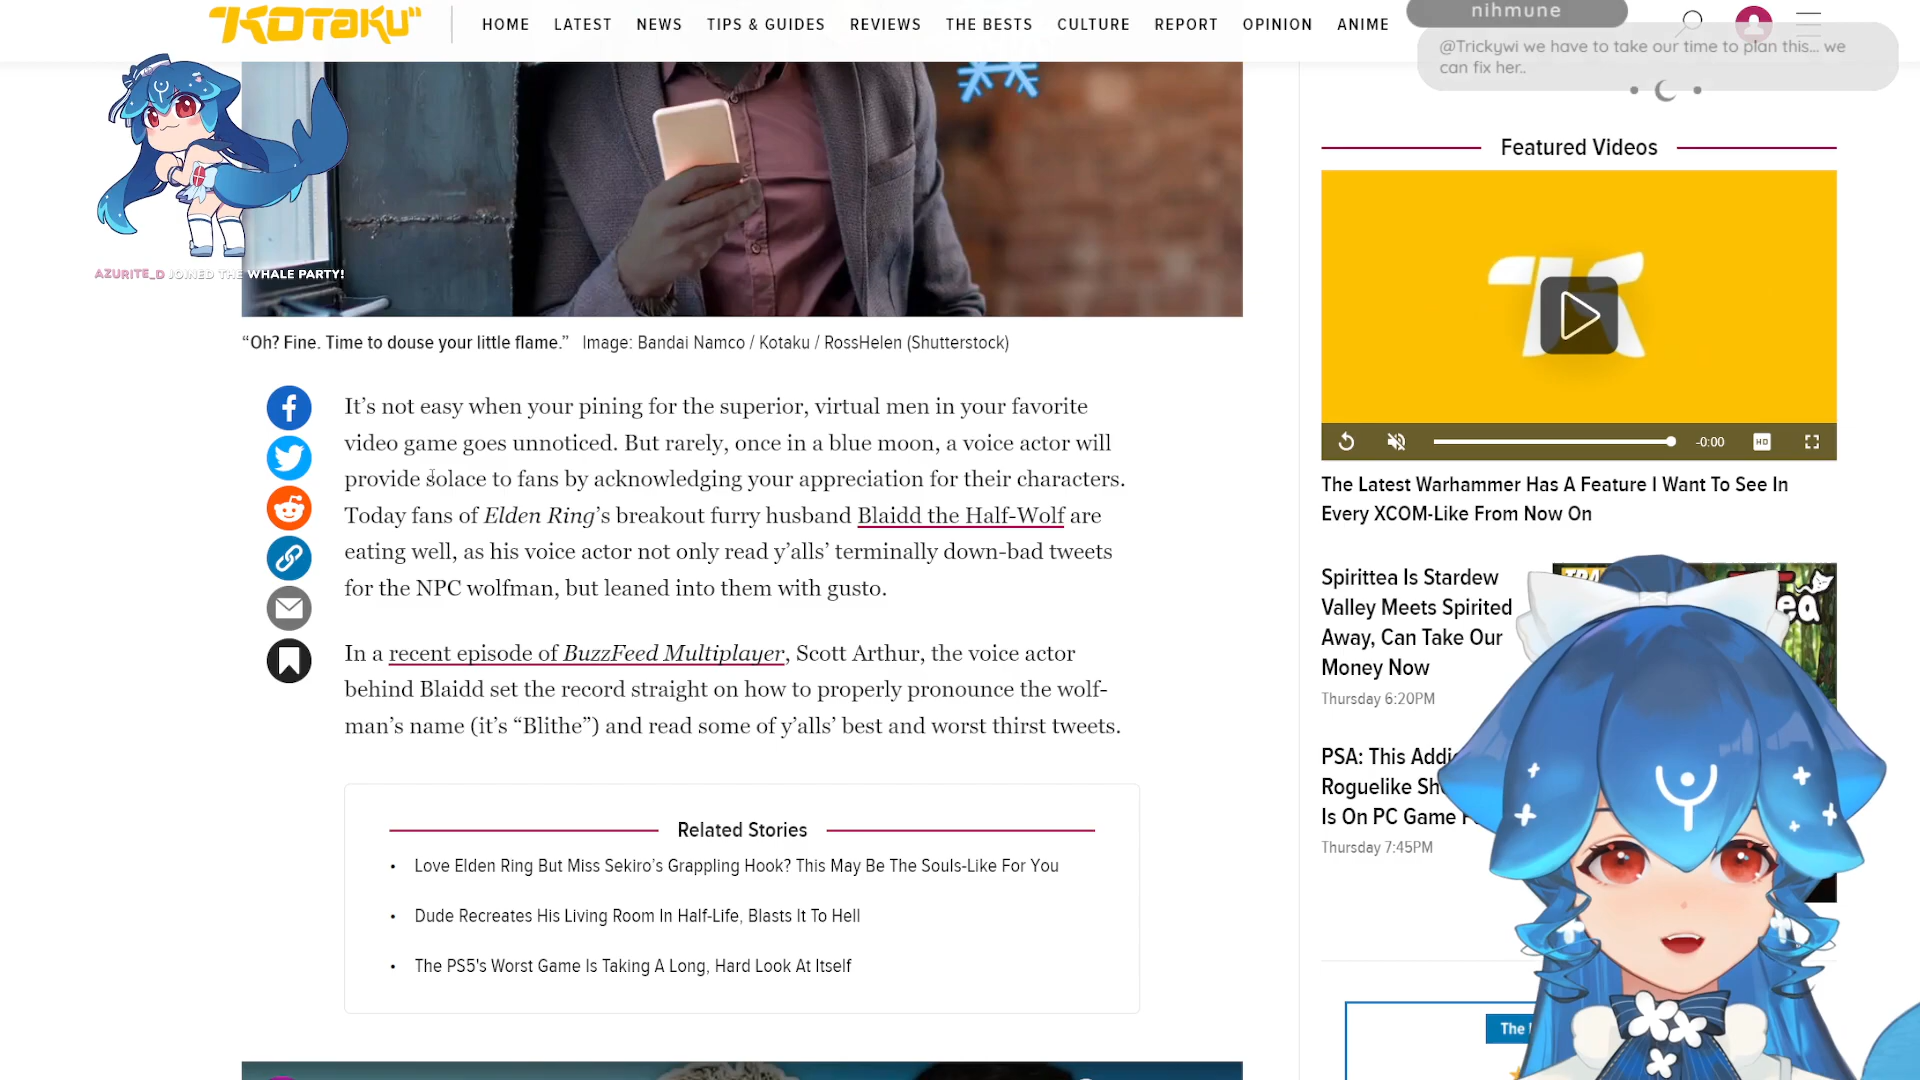 KOTAKU
HOME LATEST NEWS TIPS & GUIDES REVIEWS THE BESTS CULTURE REPORT OPINION ANIME
nihmune
@Trickywi we have to take our time to plan this... we
can fix her..
AZURITE_D JOINED THE WHALE PARTY!
“Oh? Fine. Time to douse your little flame.” Image: Bandai Namco / Kotaku / RossHelen (Shutterstock)
It’s not easy when your pining for the superior, virtual men in your favorite
video game goes unnoticed. But rarely, once in a blue moon, a voice actor will
provide solace to fans by acknowledging your appreciation for their characters.
Today fans of Elden Ring’s breakout furry husband Blaidd the Half-Wolf are
eating well, as his voice actor not only read y’alls’ terminally down-bad tweets
for the NPC wolfman, but leaned into them with gusto.
In a recent episode of BuzzFeed Multiplayer, Scott Arthur, the voice actor
behind Blaidd set the record straight on how to properly pronounce the wolf-
man’s name (it’s “Blithe”) and read some of y’alls’ best and worst thirst tweets.
Related Stories
• Love Elden Ring But Miss Sekiro’s Grappling Hook? This May Be The Souls-Like For You
• Dude Recreates His Living Room In Half-Life, Blasts It To Hell
• The PS5's Worst Game Is Taking A Long, Hard Look At Itself
Featured Videos
-0:00 HD
The Latest Warhammer Has A Feature I Want To See In
Every XCOM-Like From Now On
Spirittea Is Stardew
Valley Meets Spirited
Away, Can Take Our
Money Now
Thursday 6:20PM
PSA: This
Roguelike
Is On PC Game
Thursday 7:45PM
The